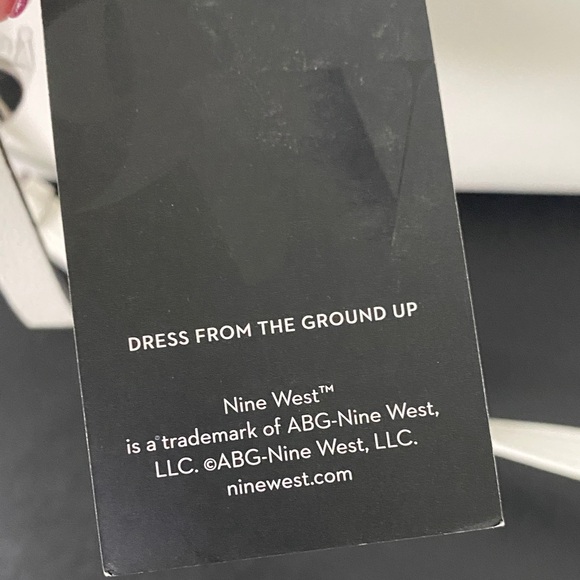 DRESS FROM THE GROUND UP
Nine West™
is a trademark of ABG-Nine West,
LLC. ©ABG-Nine West, LLC.
ninewest.com